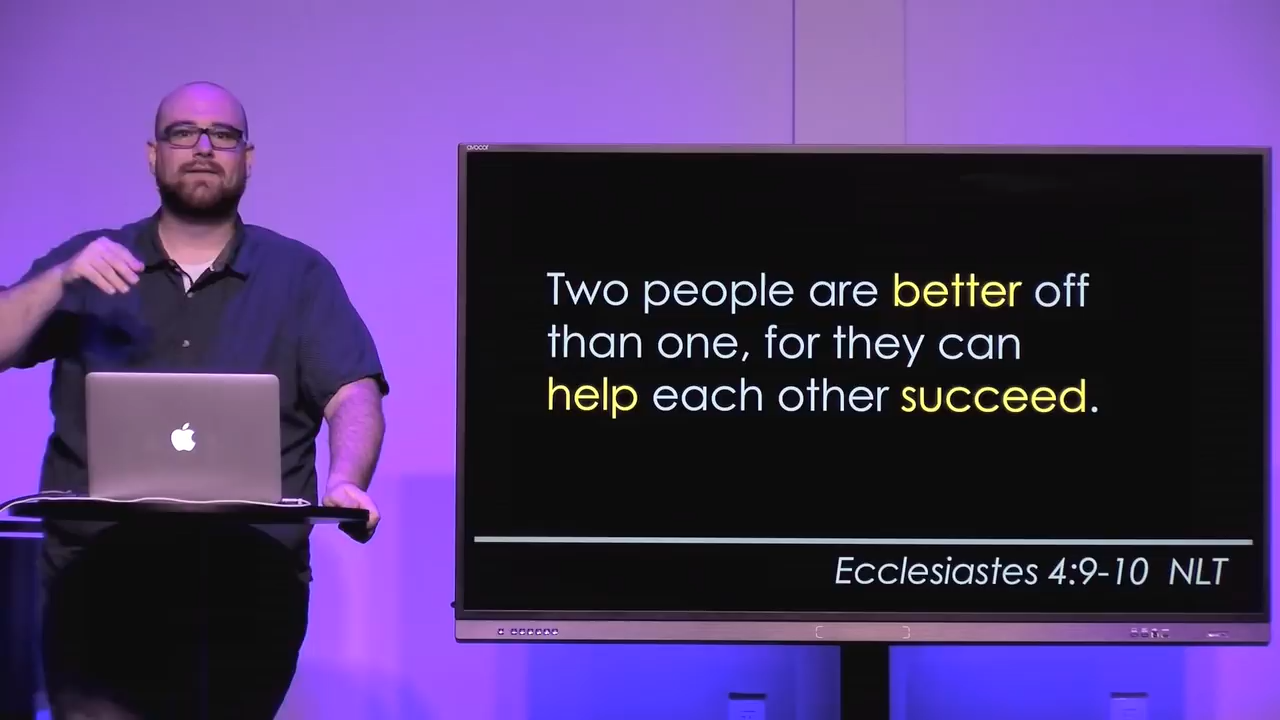 avocor
Two people are better off
than one, for they can
help each other succeed.
Ecclesiastes 4:9-10 NLT